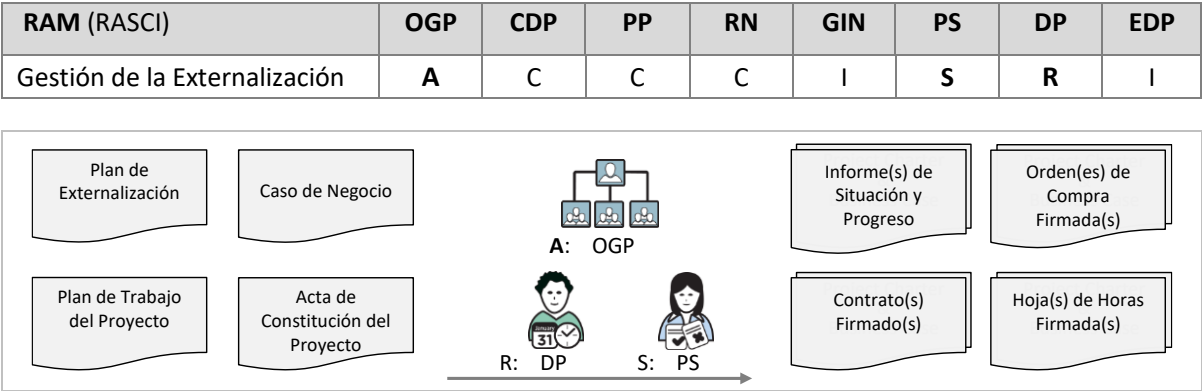 RAM (RASCI) OGP CDP PP RN GIN PS DP EDP
Gestión de la Externalización A C C C I S R I
Plan de
Externalización
Caso de Negocio
Informe(s) de
Situación y
Progreso
Orden(es) de
Compra
Firmada(s)
A: OGP
Plan de Trabajo
del Proyecto
Acta de
Constitución del
Proyecto
January
31
R: DP
S: PS
Contrato(s)
Firmado(s)
Hoja(s) de Horas
Firmada(s)